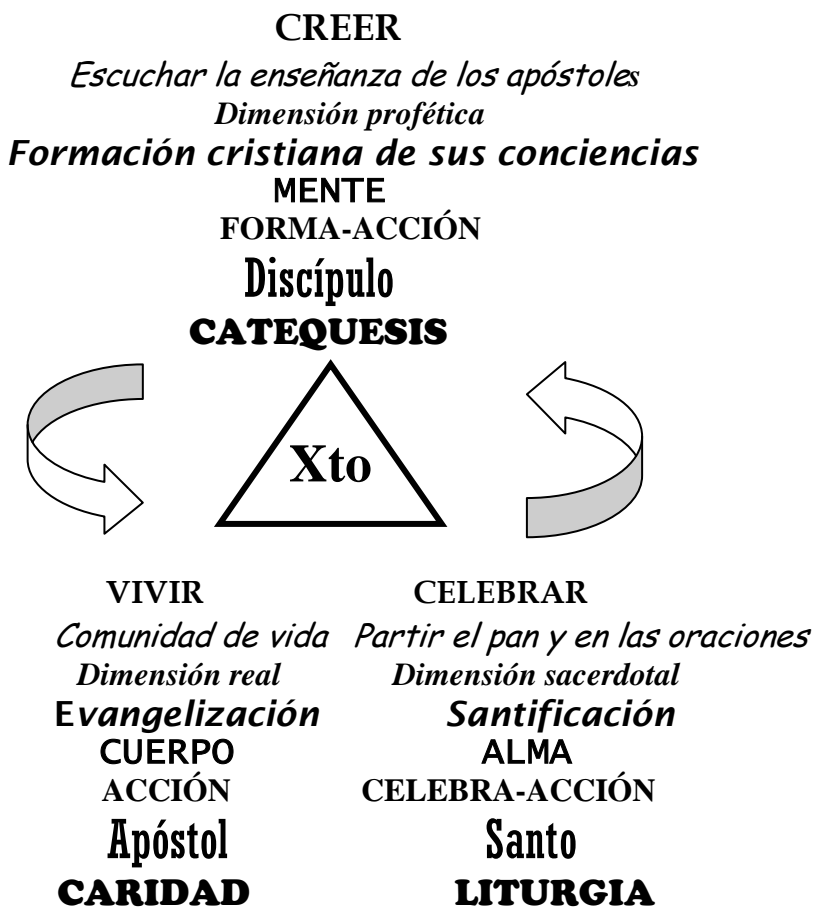 CREER
Escuchar la enseñanza de los apóstoles
Dimensión profética
Formación cristiana de sus conciencias
MENTE
FORMA-ACCIÓN
Discípulo
CATEQUESIS
Xto
VIVIR
Comunidad de vida
Dimensión real
Evangelización
CUERPO
ACCIÓN
Apóstol
CARIDAD
CELEBRAR
Partir el pan y en las oraciones
Dimensión sacerdotal
Santificación
ALMA
CELEBRA-ACCIÓN
Santo
LITURGIA